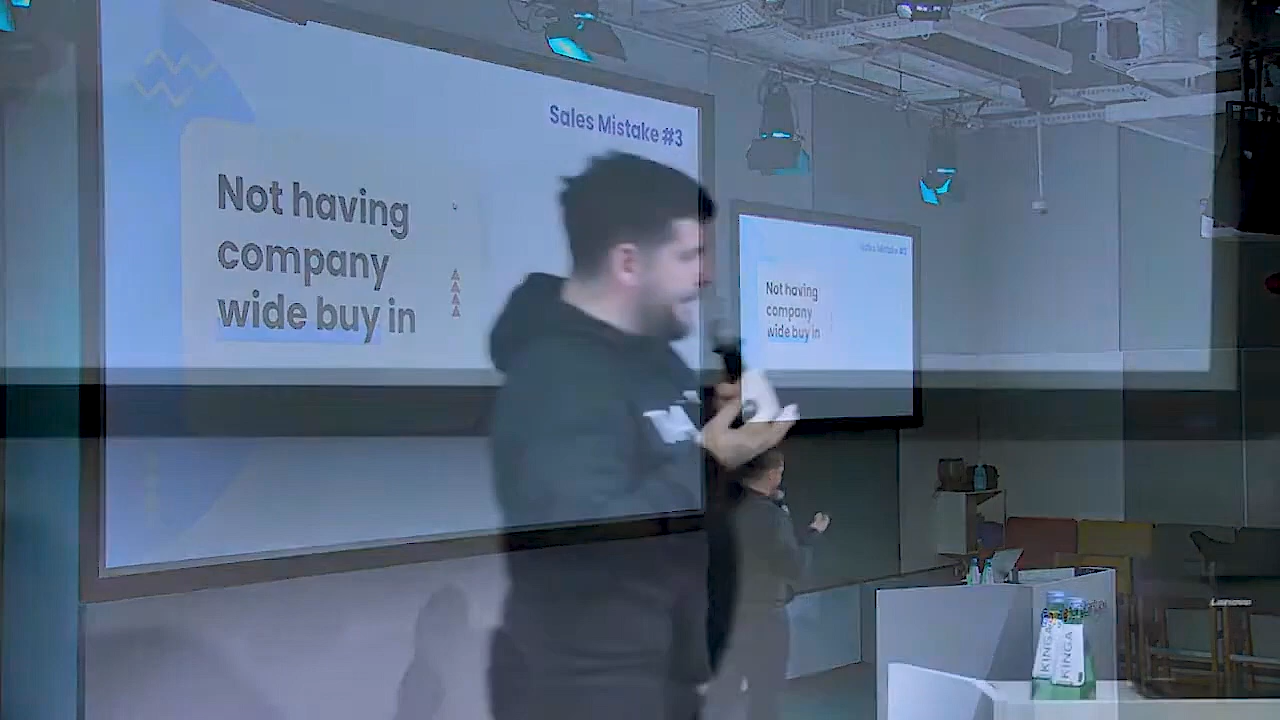 Sales Mistake #3
Not having
company
wide buy in
Sales Mistake #3
Not having
company
wide buy in
KINGA
KINGA